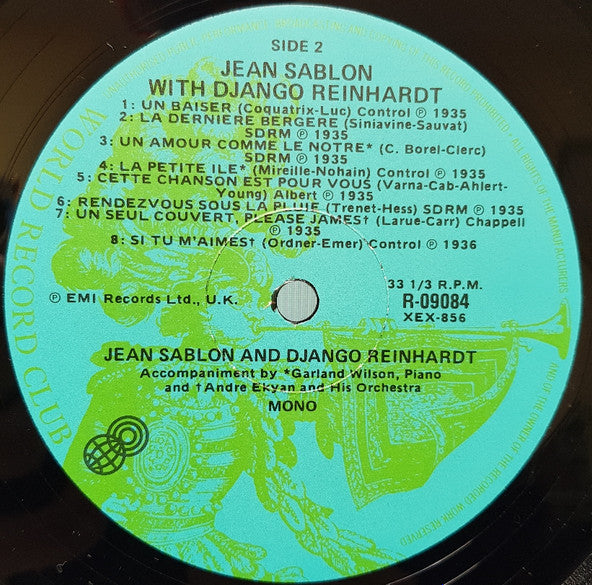 SIDE 2
JEAN SABLON
WITH DJANGO REINHARDT
1: UN BAISER (Coquatrix-Luc) Control ℗ 1935
2: LA DERNIERE BERGERE (Siniavine-Sauvat)
SDRM ℗ 1935
3: UN AMOUR COMME LE NOTRE* (C. Borel-Clerc)
SDRM ℗ 1935
4: LA PETITE ILE* (Mireille-Nohain) Control ℗ 1935
5: CETTE CHANSON EST POUR VOUS (Varna-Cab-Ahlert-
Young) Albert ℗ 1935
6: RENDEZVOUS SOUS LA PLUIE (Trenet-Hess) SDRM ℗ 1935
7: UN SEUL COUVERT, PLEASE JAMES† (Larue-Carr) Chappell
℗ 1935
8: SI TU M'AIMES† (Ordner-Emer) Control ℗ 1936
℗ EMI Records Ltd., U.K.
33 1/3 R.P.M.
R-09084
XEX-856
JEAN SABLON AND DJANGO REINHARDT
Accompaniment by *Garland Wilson, Piano
and †Andre Ekyan and His Orchestra
MONO
WORLD RECORD CLUB